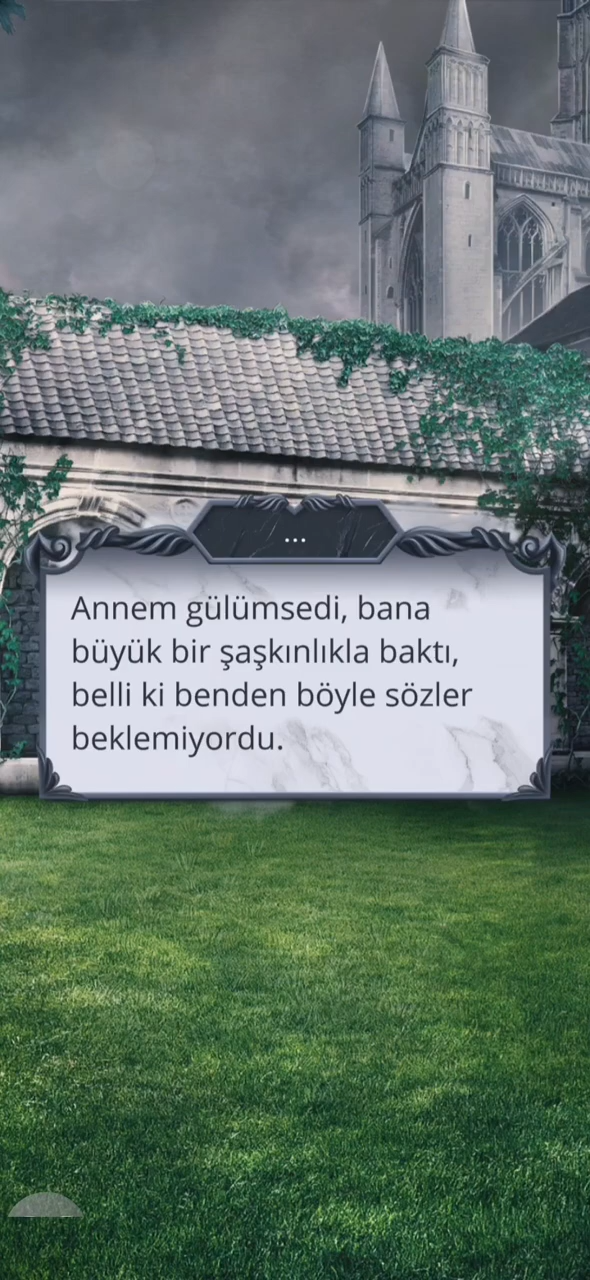 ...
Annem gülümsedi, bana
büyük bir şaşkınlıkla baktı,
belli ki benden böyle sözler
beklemiyordu.